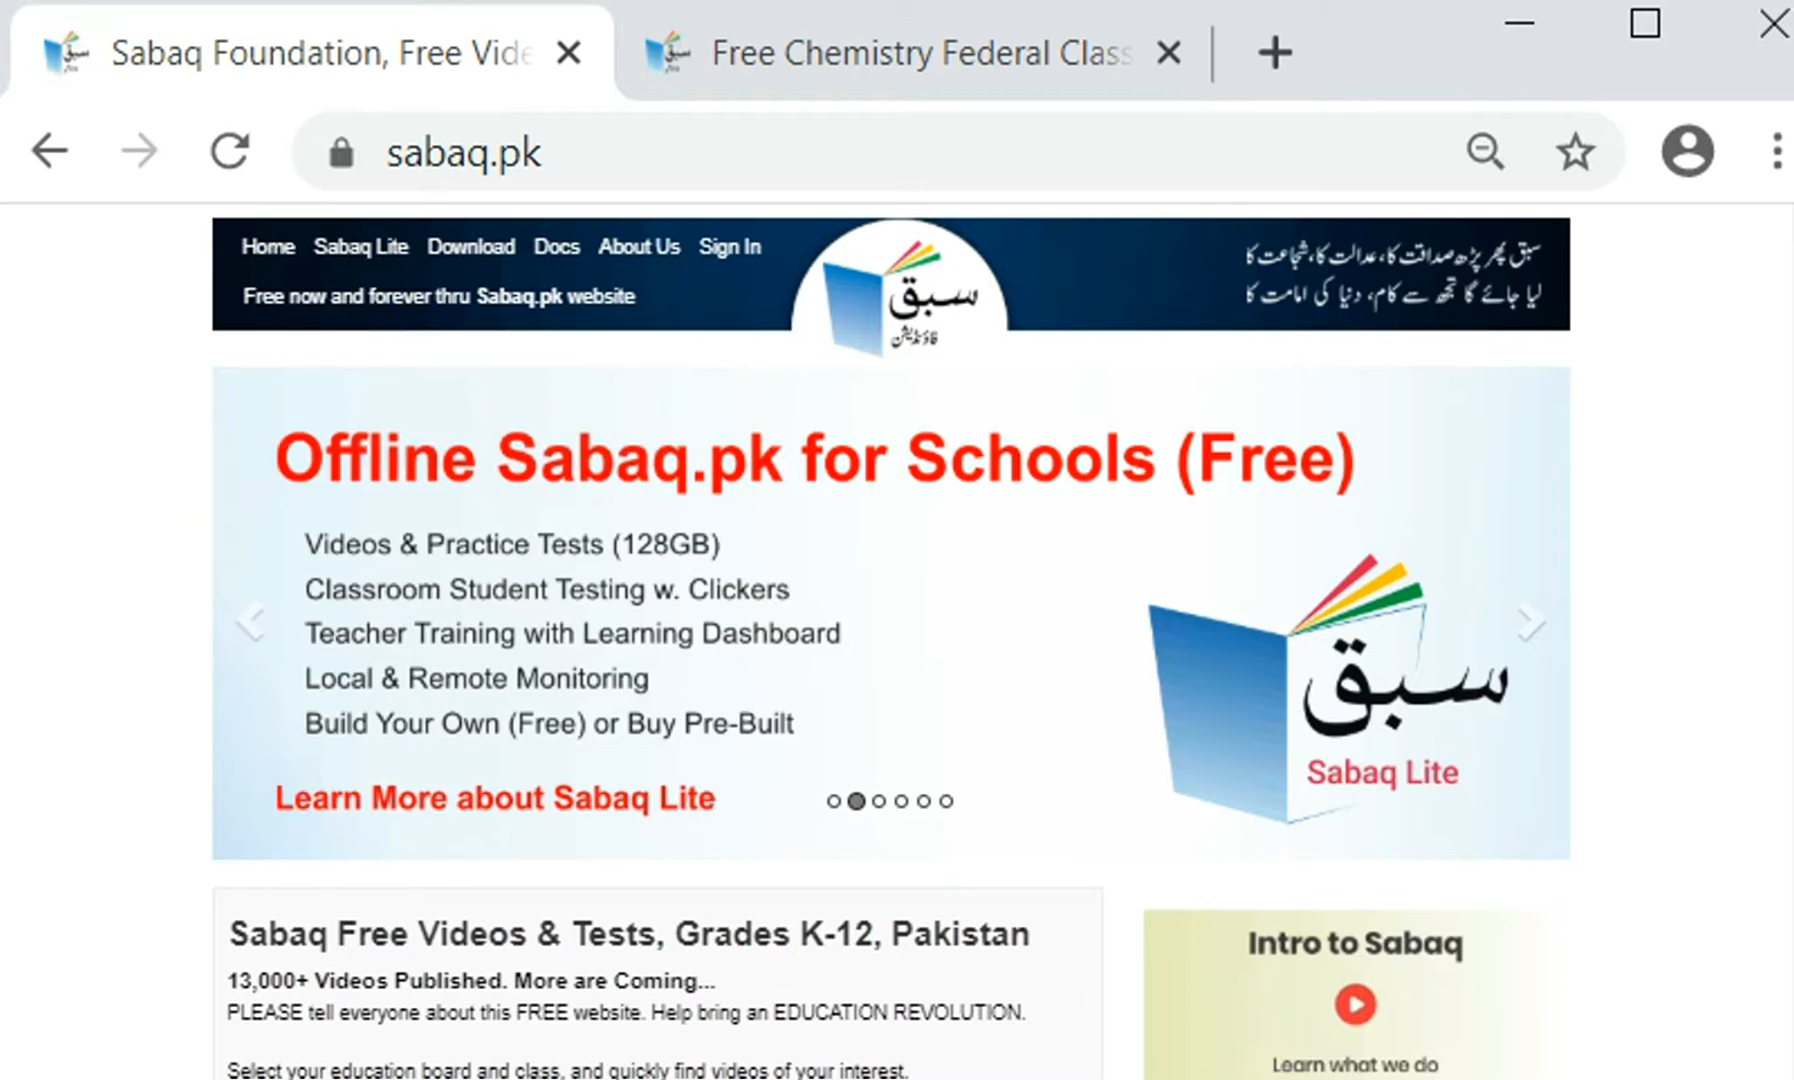 Sabaq Foundation, Free Vide
Free Chemistry Federal Class
sabaq.pk
Home Sabaq Lite Download Docs About Us Sign In
Free now and forever thru Sabaq.pk website
سبق
فاؤنڈیشن
سبق پھر پڑھ صداقت کا، عدالت کا، شجاعت کا
لیا جائے گا تجھ سے کام، دنیا کی امامت کا
Offline Sabaq.pk for Schools (Free)
Videos & Practice Tests (128GB)
Classroom Student Testing w. Clickers
Teacher Training with Learning Dashboard
Local & Remote Monitoring
Build Your Own (Free) or Buy Pre-Built
Learn More about Sabaq Lite
سبق
Sabaq Lite
Sabaq Free Videos & Tests, Grades K-12, Pakistan
13,000+ Videos Published. More are Coming...
PLEASE tell everyone about this FREE website. Help bring an EDUCATION REVOLUTION.
Select your education board and class, and quickly find videos of your interest.
Intro to Sabaq
Learn what we do